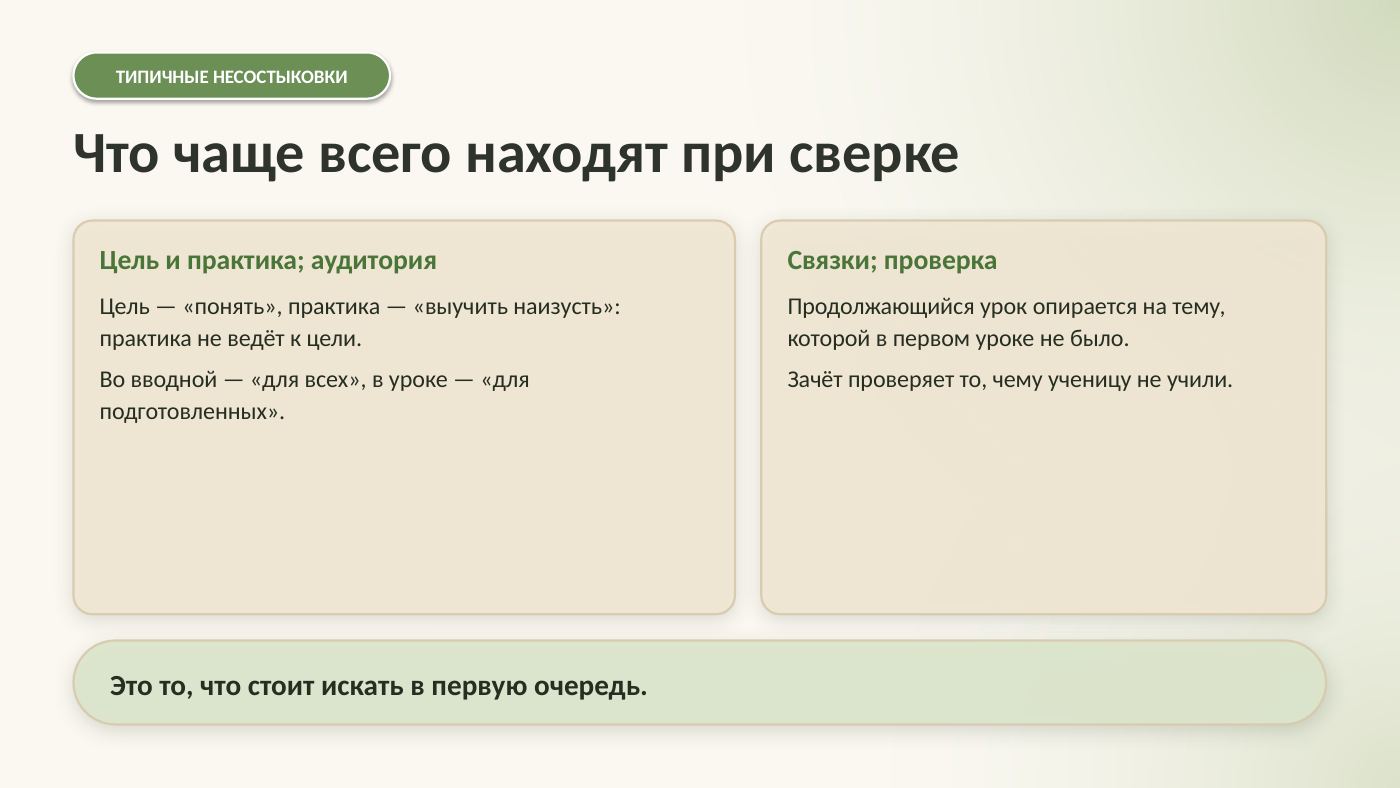 ТИПИЧНЫЕ НЕСОСТЫКОВКИ
Что чаще всего находят при сверке
Цель и практика; аудитория
Цель — «понять», практика — «выучить наизусть»:
практика не ведёт к цели.
Во вводной — «для всех», в уроке — «для
подготовленных».
Связки; проверка
Продолжающийся урок опирается на тему,
которой в первом уроке не было.
Зачёт проверяет то, чему ученицу не учили.
Это то, что стоит искать в первую очередь.